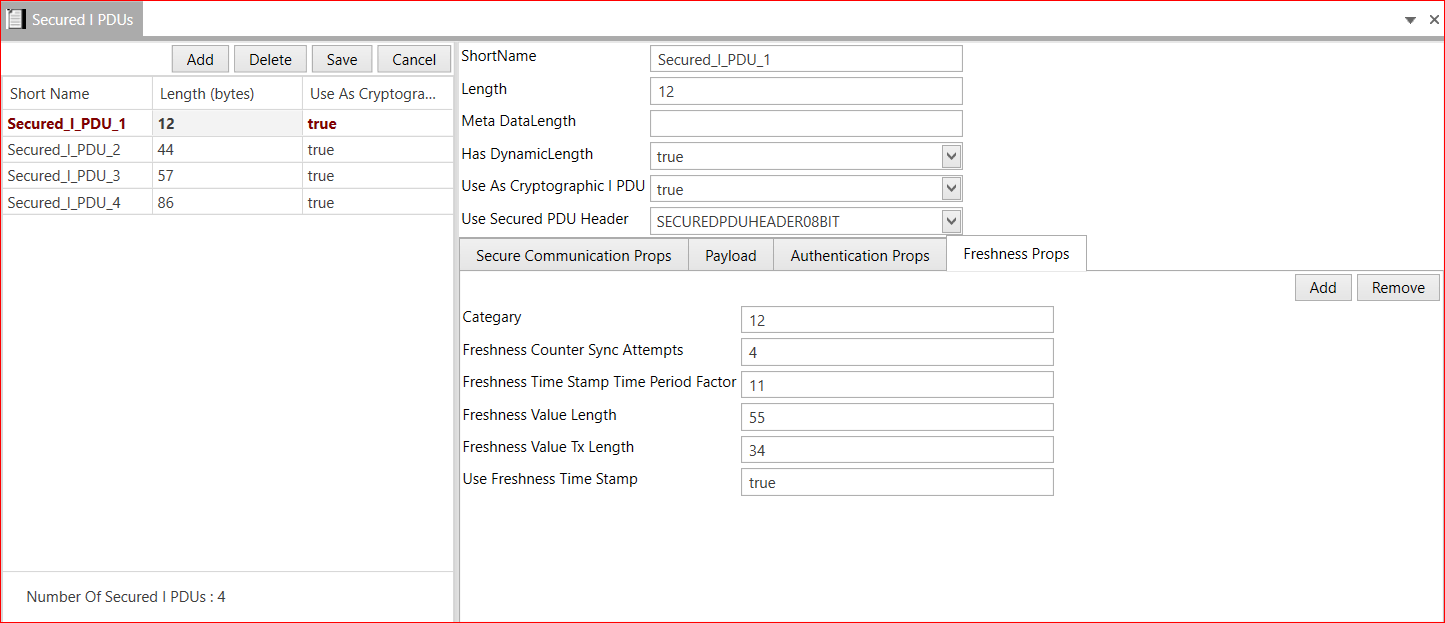 Secured I PDUs
Add Delete Save Cancel
Short Name Length (bytes) Use As Cryptogra...
Secured_I_PDU_1 12 true
Secured_I_PDU_2 44 true
Secured_I_PDU_3 57 true
Secured_I_PDU_4 86 true
Number Of Secured I PDUs : 4
ShortName Secured_I_PDU_1
Length 12
Meta DataLength
Has DynamicLength true
Use As Cryptographic I PDU true
Use Secured PDU Header SECUREDPDUHEADER08BIT
Secure Communication Props Payload Authentication Props Freshness Props
Add Remove
Categary 12
Freshness Counter Sync Attempts 4
Freshness Time Stamp Time Period Factor 11
Freshness Value Length 55
Freshness Value Tx Length 34
Use Freshness Time Stamp true